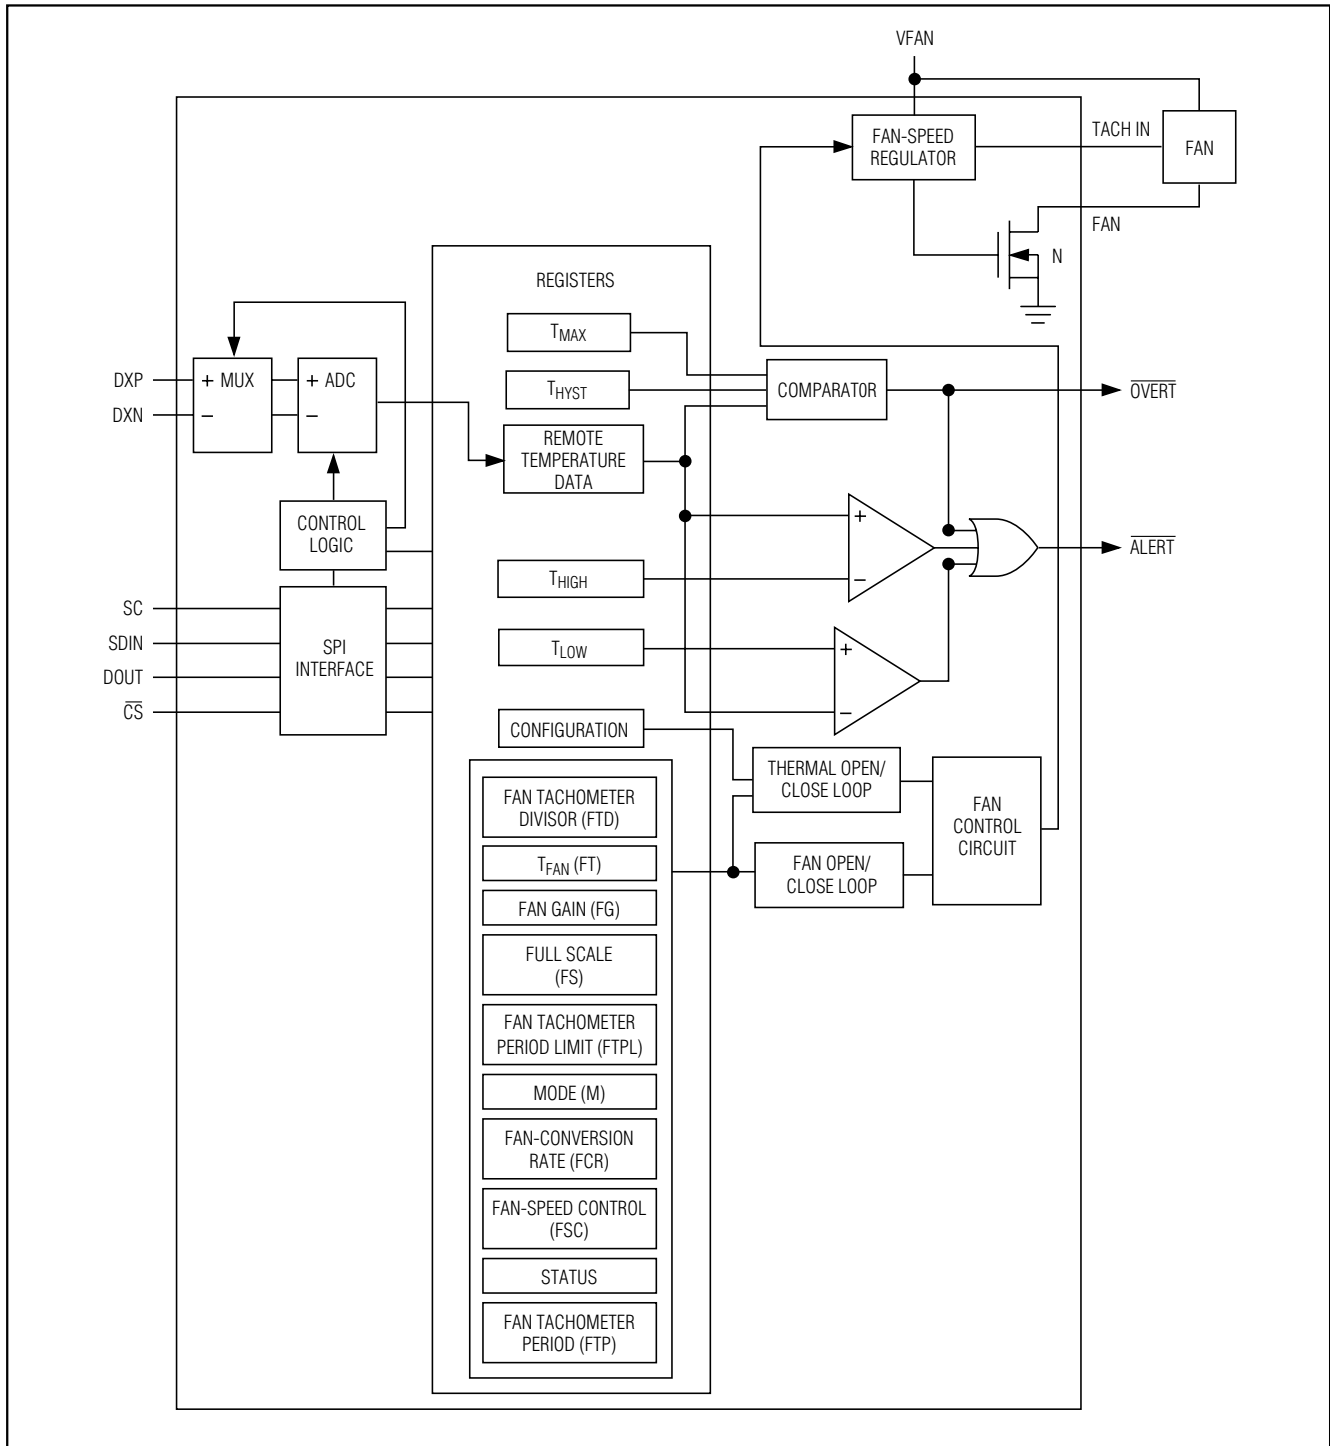 VFAN
FAN-SPEED
REGULATOR
TACH IN
FAN
FAN
N
REGISTERS
TMAX
DXP
DXN
+ MUX
−
+ ADC
−
THYST
COMPARATOR
OVERT
REMOTE
TEMPERATURE
DATA
CONTROL
LOGIC
+
−
ALERT
THIGH
SC
SDIN
DOUT
CS
SPI
INTERFACE
TLOW
+
−
CONFIGURATION
THERMAL OPEN/
CLOSE LOOP
FAN
CONTROL
CIRCUIT
FAN OPEN/
CLOSE LOOP
FAN TACHOMETER
DIVISOR (FTD)
TFAN (FT)
FAN GAIN (FG)
FULL SCALE
(FS)
FAN TACHOMETER
PERIOD LIMIT (FTPL)
MODE (M)
FAN-CONVERSION
RATE (FCR)
FAN-SPEED CONTROL
(FSC)
STATUS
FAN TACHOMETER
PERIOD (FTP)